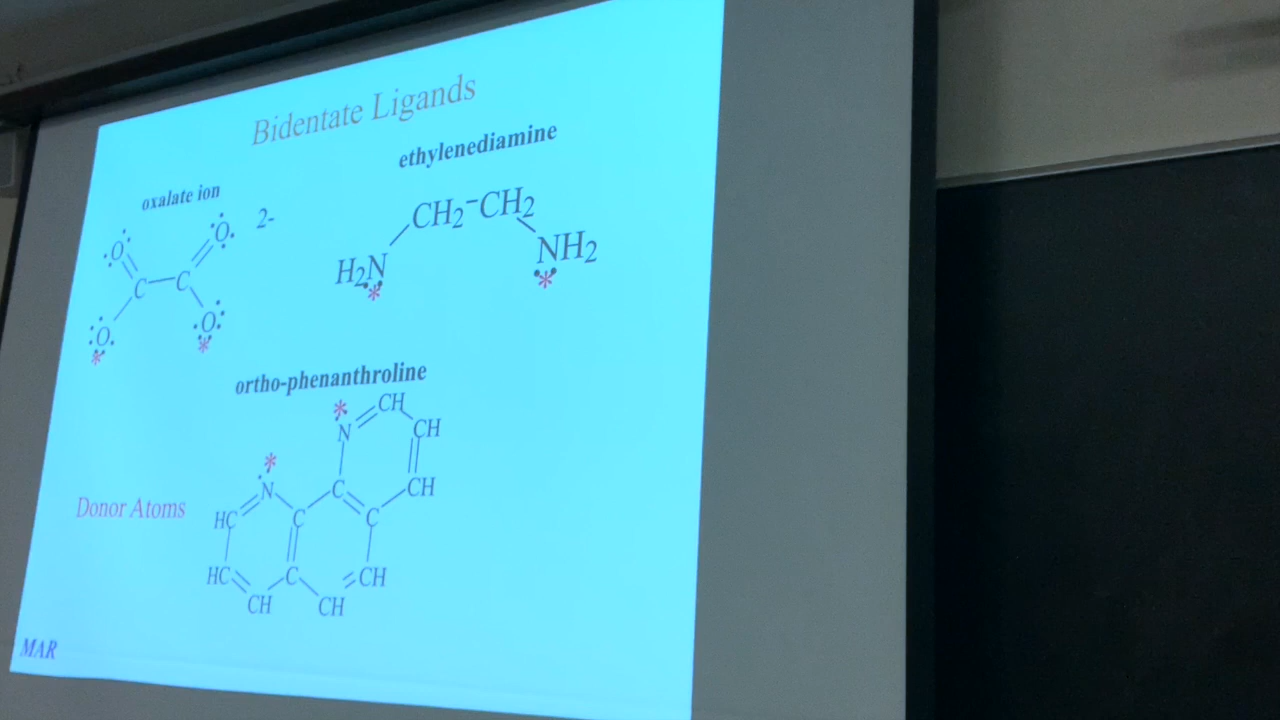 Bidentate Ligands
ethylenediamine
oxalate ion
2-
:O: O:
CH2-CH2
C-C
H2N NH2
* *
:O: :O:
* *
ortho-phenanthroline
* N=CH
CH
*
N C CH
Donor Atoms
HC C C
HC C CH
CH CH
MAR